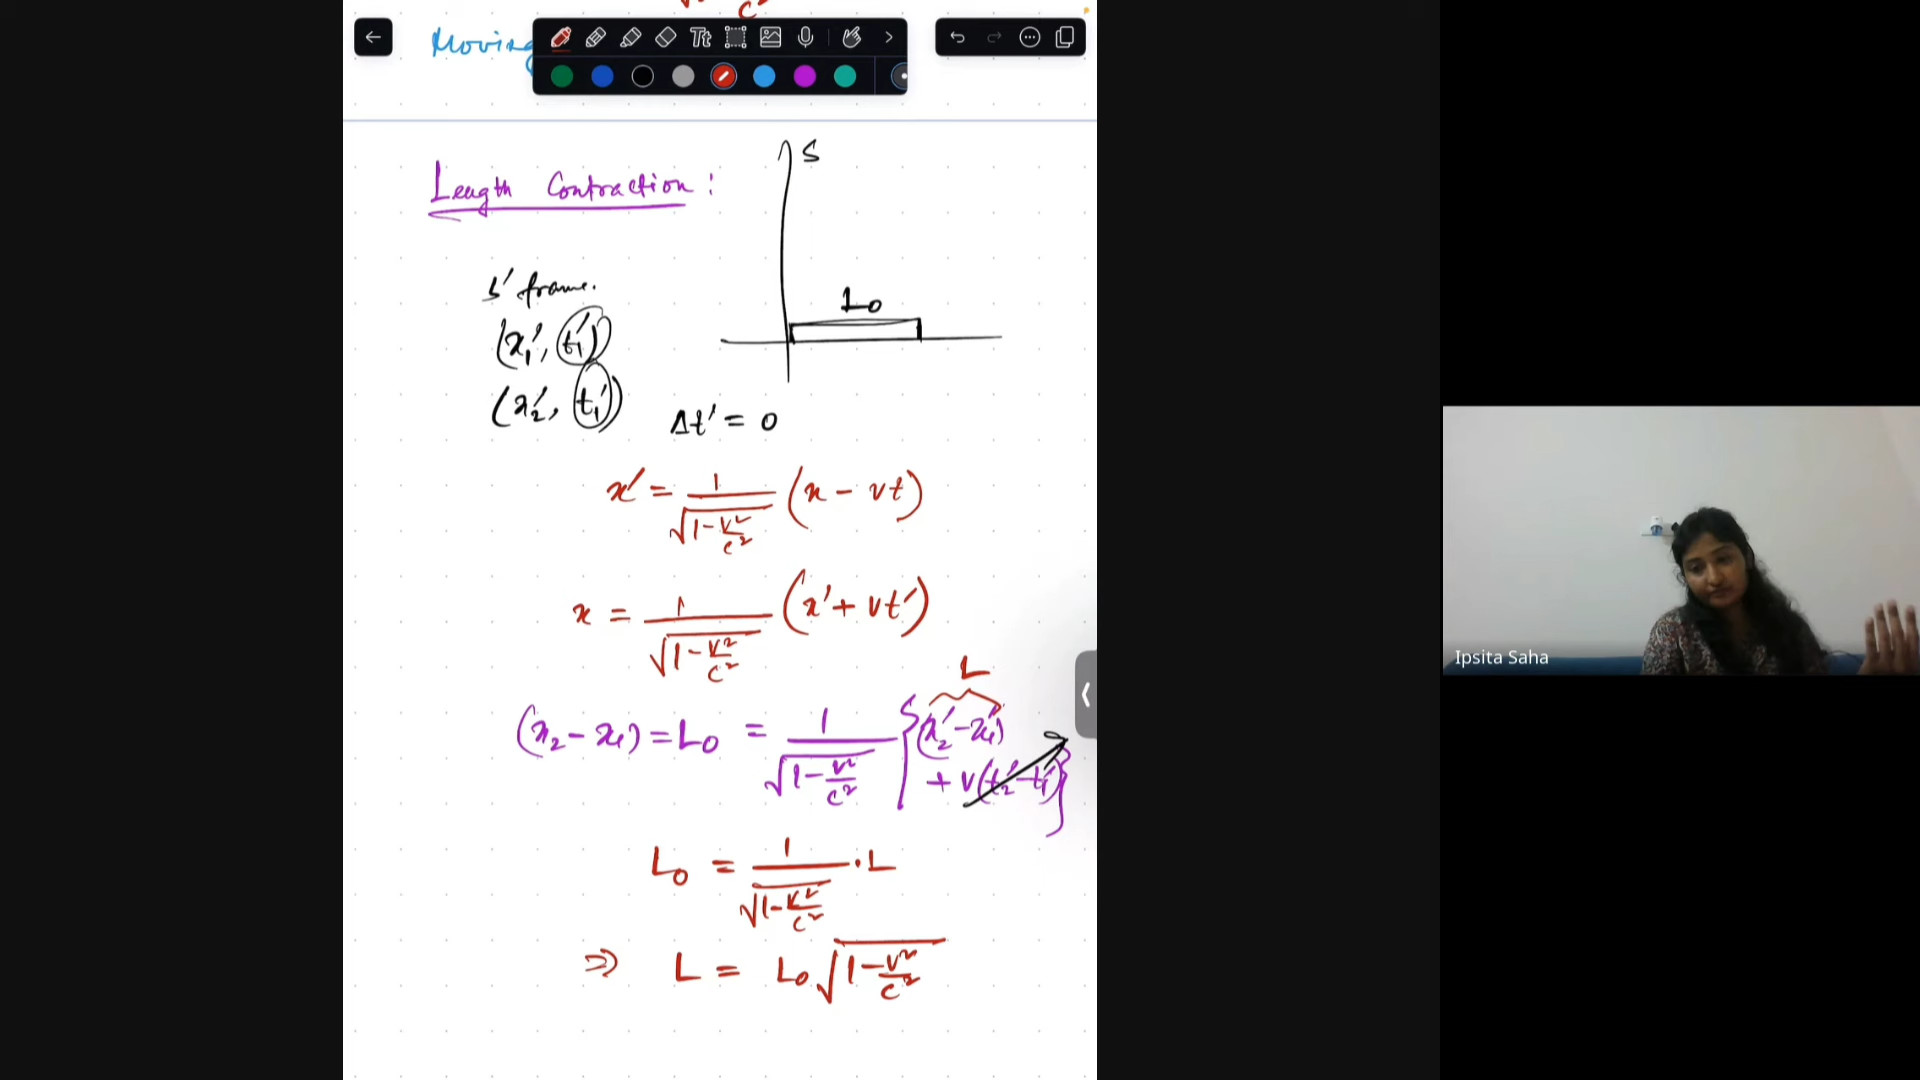 Moving
Tt
Length Contraction :
S
s' frame.
L₀
(x₁', t₁')
(x₂', t₁')
Δt' = 0
x' = 1/√(1-v²/c²) (x - vt)
x = 1/√(1-v²/c²) (x' + vt')
L
(x₂ - x₁) = L₀ = 1/√(1-v²/c²) {(x₂' - x₁')
+ v(t₂' - t₁')}
L₀ = 1/√(1-v²/c²) · L
⇒ L = L₀ √(1-v²/c²)
Ipsita Saha